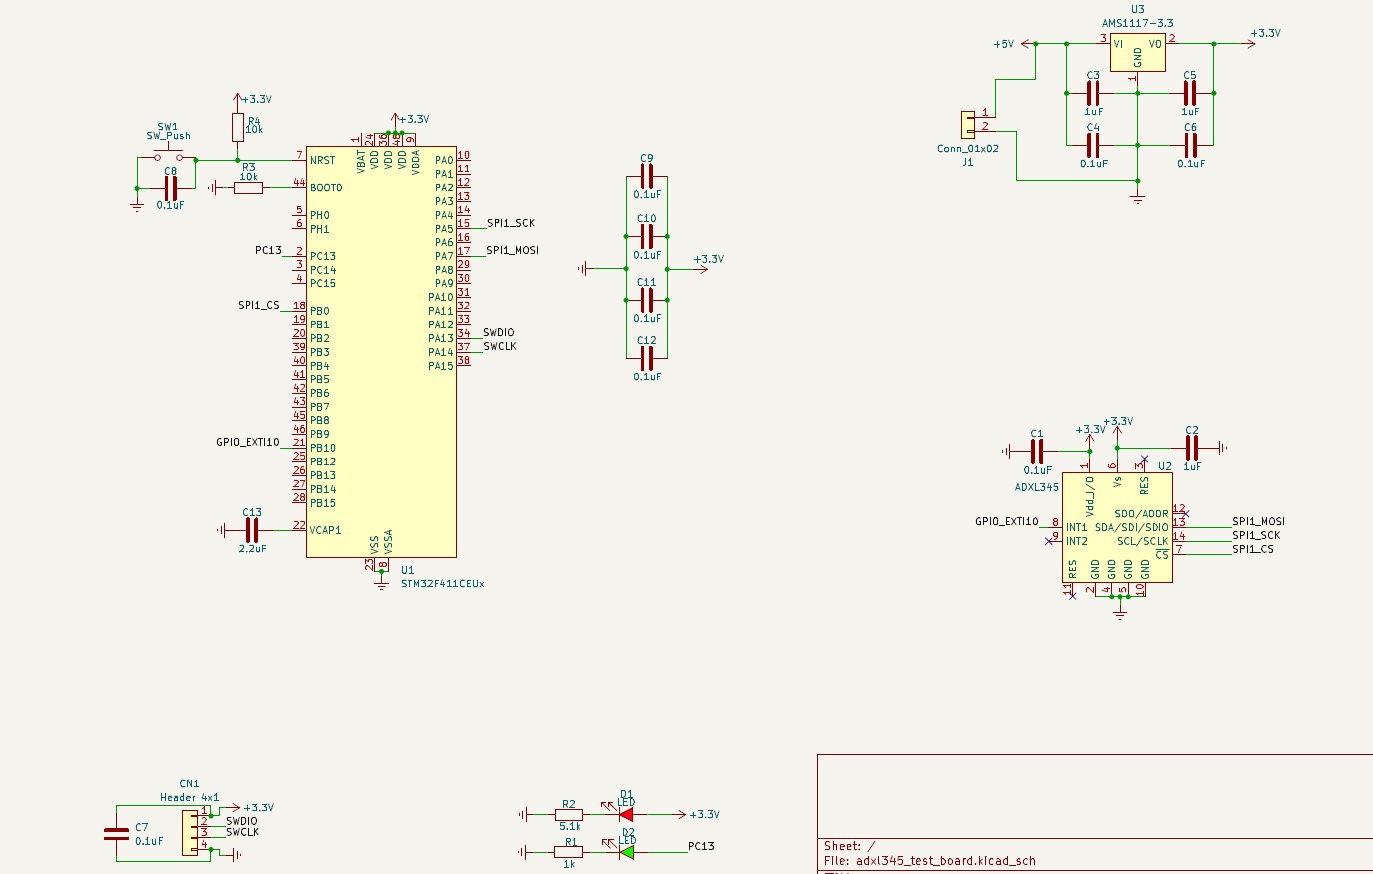 U3
AMS1117-3.3
+5V
3
VI
VO
2
+3.3V
GND
1
C3
1uF
C5
1uF
C4
0.1uF
C6
0.1uF
1
2
Conn_01x02
J1
+3.3V
R4
10k
SW1
SW_Push
C8
0.1uF
R3
10k
+3.3V
1
24
36
48
9
VBAT
VDD
VDD
VDD
VDDA
7 NRST
44 BOOT0
5 PH0
6 PH1
PC13 2 PC13
3 PC14
4 PC15
SPI1_CS 18 PB0
19 PB1
20 PB2
39 PB3
40 PB4
41 PB5
42 PB6
43 PB7
45 PB8
46 PB9
GPIO_EXTI10 21 PB10
25 PB12
26 PB13
27 PB14
28 PB15
22 VCAP1
C13
2.2uF
PA0 10
PA1 11
PA2 12
PA3 13
PA4 14
PA5 15 SPI1_SCK
PA6 16
PA7 17 SPI1_MOSI
PA8 29
PA9 30
PA10 31
PA11 32
PA12 33
PA13 34 SWDIO
PA14 37 SWCLK
PA15 38
VSS
VSSA
23
8
U1
STM32F411CEUx
C9
0.1uF
C10
0.1uF
+3.3V
C11
0.1uF
C12
0.1uF
+3.3V
+3.3V
C1
0.1uF
C2
1uF
1
6
3
U2
ADXL345
Vdd_I/O
Vs
RES
SDO/ADDR 12
GPIO_EXTI10 8 INT1
SDA/SDI/SDIO 13 SPI1_MOSI
9 INT2
SCL/SCLK 14 SPI1_SCK
CS 7 SPI1_CS
RES
GND
GND
GND
GND
11
2
4
5
10
CN1
Header 4x1
1 +3.3V
2 SWDIO
3 SWCLK
4
C7
0.1uF
R2
5.1k
D1
LED
+3.3V
R1
1k
D2
LED
PC13
Sheet: /
File: adxl345_test_board.kicad_sch